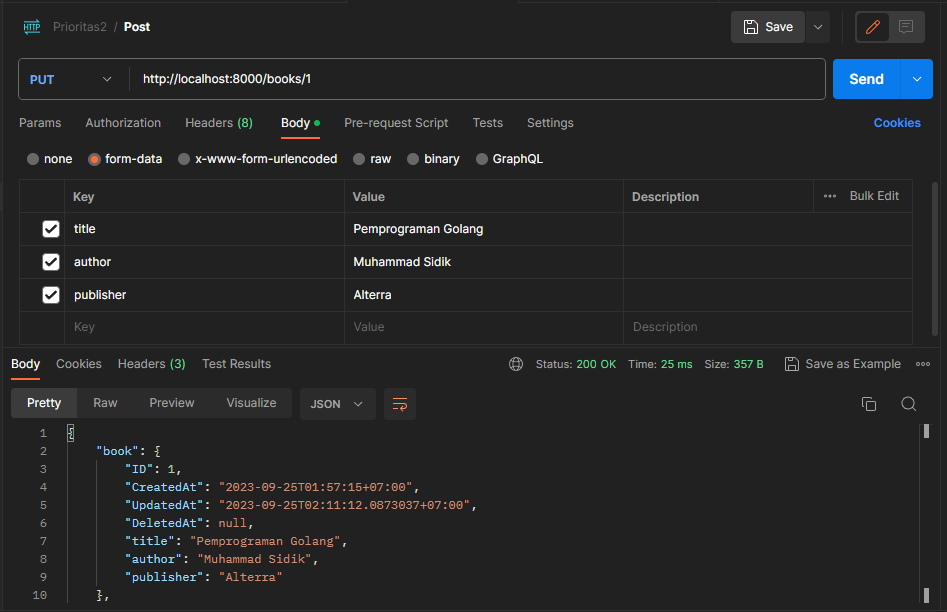 HTTP Prioritas2 / Post Save
PUT http://localhost:8000/books/1 Send
Params Authorization Headers (8) Body Pre-request Script Tests Settings Cookies
none form-data x-www-form-urlencoded raw binary GraphQL
Key Value Description ••• Bulk Edit
title Pemprograman Golang
author Muhammad Sidik
publisher Alterra
Key Value Description
Body Cookies Headers (3) Test Results Status: 200 OK Time: 25 ms Size: 357 B Save as Example •••
Pretty Raw Preview Visualize JSON
1 {
2 "book": {
3 "ID": 1,
4 "CreatedAt": "2023-09-25T01:57:15+07:00",
5 "UpdatedAt": "2023-09-25T02:11:12.0873037+07:00",
6 "DeletedAt": null,
7 "title": "Pemprograman Golang",
8 "author": "Muhammad Sidik",
9 "publisher": "Alterra"
10 },